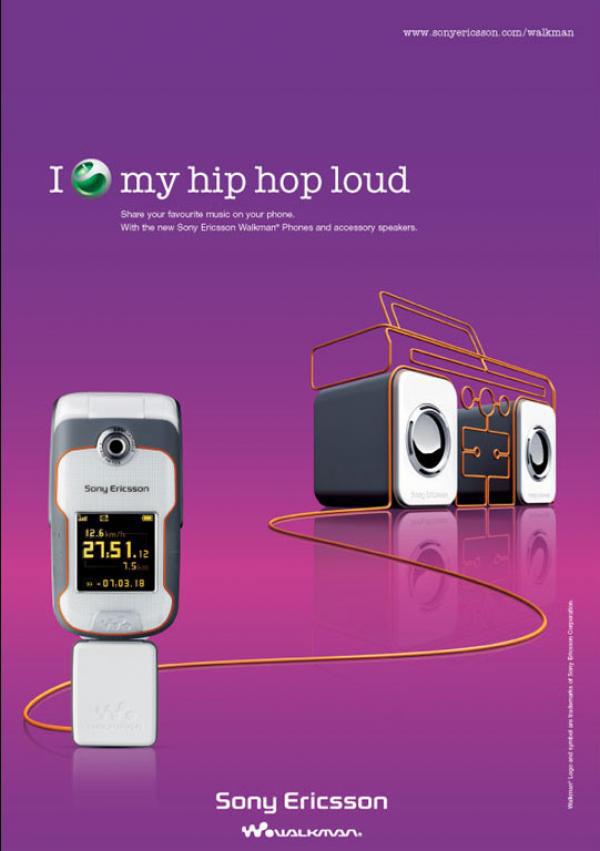 www.sonyericsson.com/walkman
I my hip hop loud
Share your favourite music on your phone.
With the new Sony Ericsson Walkman® Phones and accessory speakers.
Sony Ericsson
12.6km/h
27:51.12
7.5km
07.03.18
Sony Ericsson
Walkman® Logo and symbol are trademarks of Sony Ericsson Corporation.
Sony Ericsson
WALKMAN®